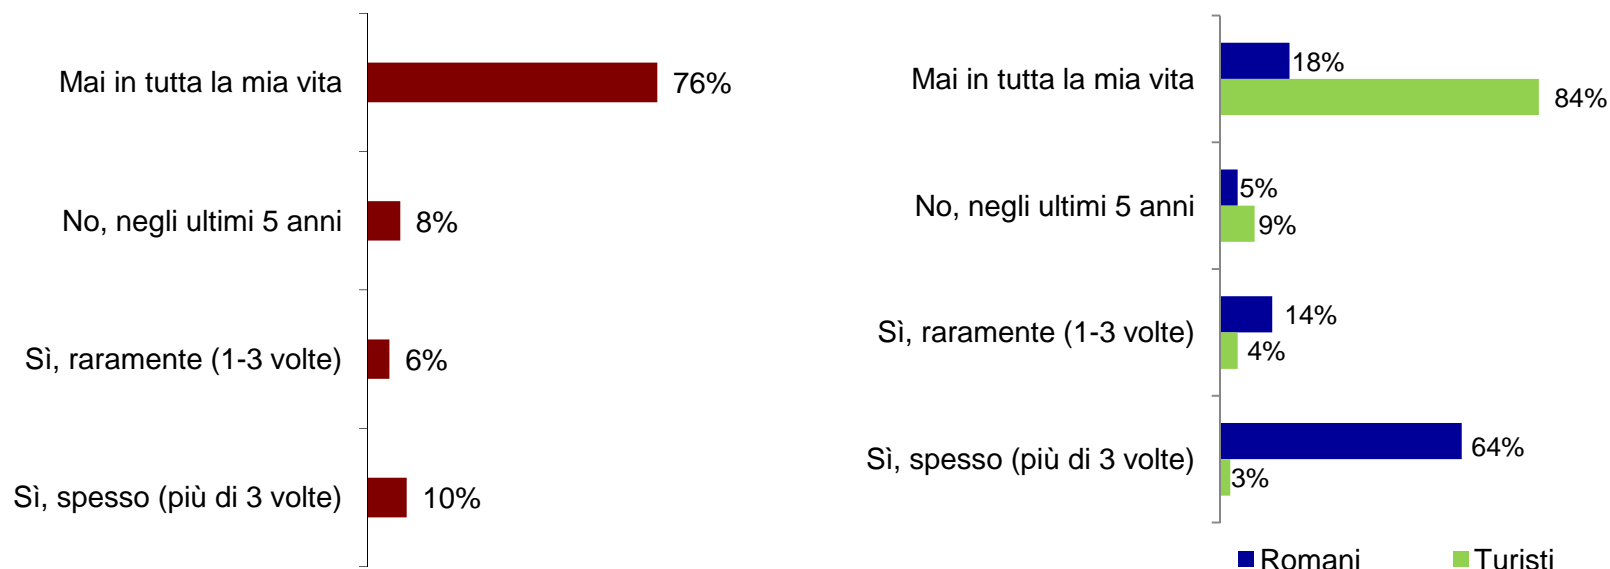 Mai in tutta la mia vita
76%
No, negli ultimi 5 anni
8%
Sì, raramente (1-3 volte)
6%
Sì, spesso (più di 3 volte)
10%
Mai in tutta la mia vita
18%
84%
No, negli ultimi 5 anni
5%
9%
Sì, raramente (1-3 volte)
14%
4%
Sì, spesso (più di 3 volte)
64%
3%
Romani
Turisti